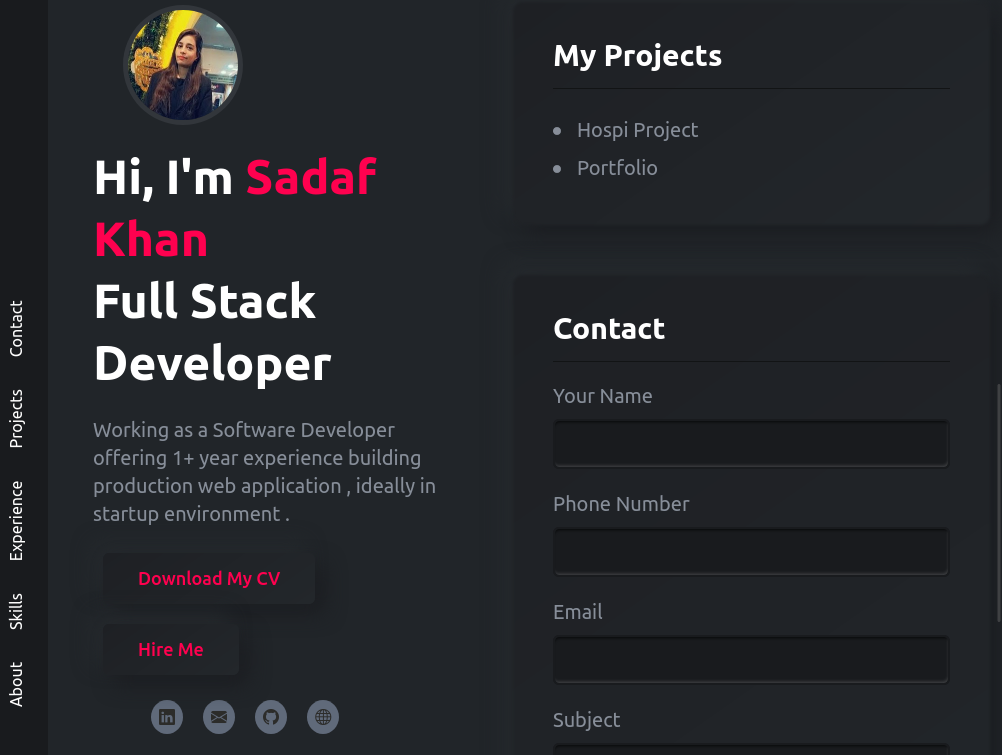 Contact
Projects
Experience
Skills
About
Hi, I'm Sadaf
Khan
Full Stack
Developer
Working as a Software Developer
offering 1+ year experience building
production web application , ideally in
startup environment .
Download My CV
Hire Me
My Projects
Hospi Project
Portfolio
Contact
Your Name
Phone Number
Email
Subject